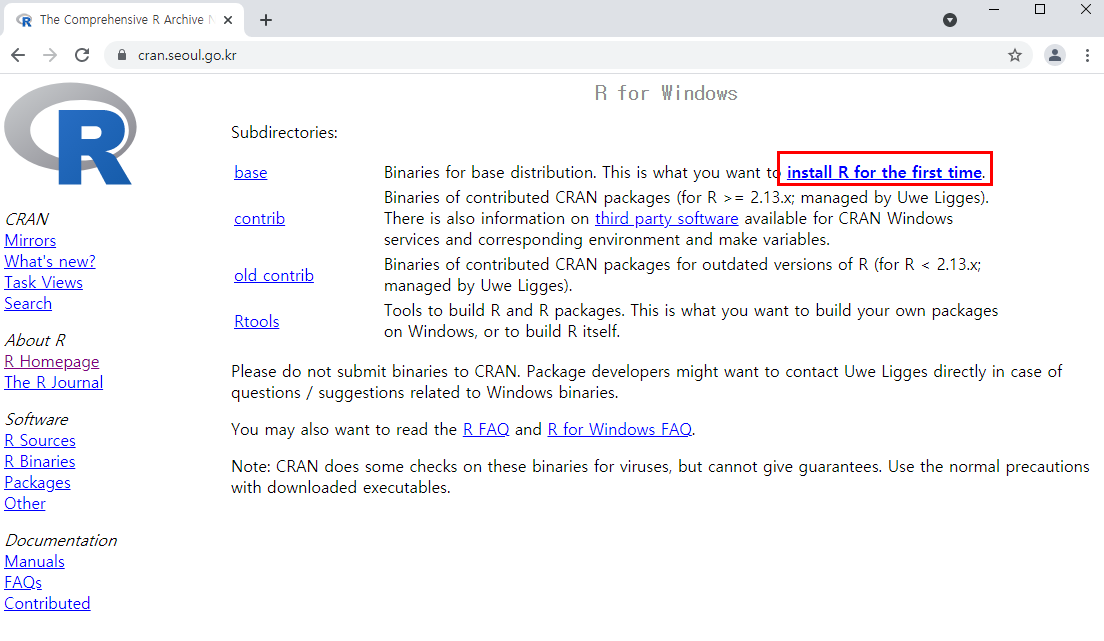 The Comprehensive R Archive N
cran.seoul.go.kr
R
R for Windows
Subdirectories:
base
Binaries for base distribution. This is what you want to install R for the first time.
contrib
Binaries of contributed CRAN packages (for R >= 2.13.x; managed by Uwe Ligges).
There is also information on third party software available for CRAN Windows
services and corresponding environment and make variables.
old contrib
Binaries of contributed CRAN packages for outdated versions of R (for R < 2.13.x;
managed by Uwe Ligges).
Rtools
Tools to build R and R packages. This is what you want to build your own packages
on Windows, or to build R itself.
Please do not submit binaries to CRAN. Package developers might want to contact Uwe Ligges directly in case of
questions / suggestions related to Windows binaries.
You may also want to read the R FAQ and R for Windows FAQ.
Note: CRAN does some checks on these binaries for viruses, but cannot give guarantees. Use the normal precautions
with downloaded executables.
CRAN
Mirrors
What's new?
Task Views
Search
About R
R Homepage
The R Journal
Software
R Sources
R Binaries
Packages
Other
Documentation
Manuals
FAQs
Contributed